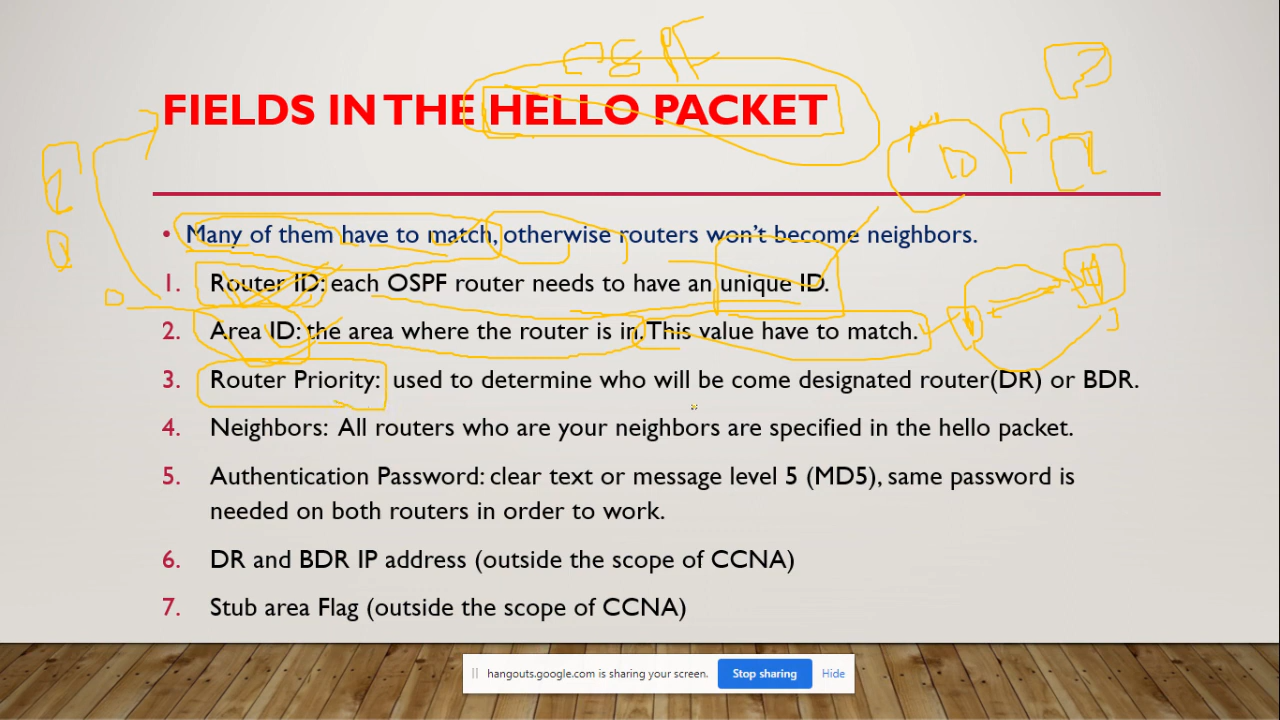 OSPF
FIELDS IN THE HELLO PACKET
• Many of them have to match, otherwise routers won't become neighbors.
1. Router ID: each OSPF router needs to have an unique ID.
2. Area ID: the area where the router is in. This value have to match.
3. Router Priority: used to determine who will be come designated router(DR) or BDR.
4. Neighbors: All routers who are your neighbors are specified in the hello packet.
5. Authentication Password: clear text or message level 5 (MD5), same password is
needed on both routers in order to work.
6. DR and BDR IP address (outside the scope of CCNA)
7. Stub area Flag (outside the scope of CCNA)
hangouts.google.com is sharing your screen. Stop sharing Hide